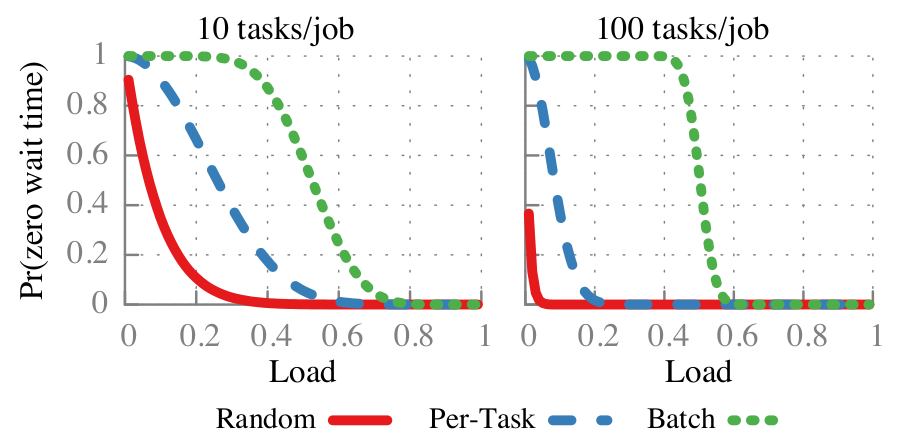 10 tasks/job
100 tasks/job
Pr(zero wait time)
1
0.8
0.6
0.4
0.2
0
0 0.2 0.4 0.6 0.8 1
0 0.2 0.4 0.6 0.8 1
Load
Load
Random Per-Task Batch